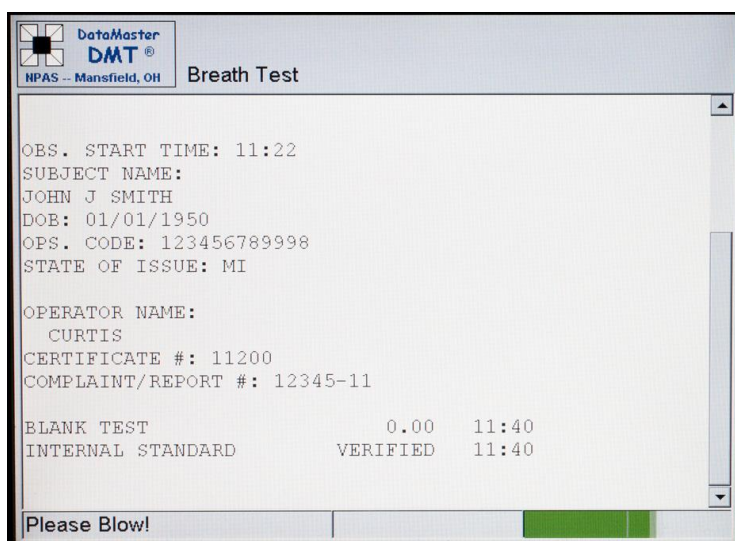 DataMaster
DMT ®
NPAS -- Mansfield, OH
Breath Test
OBS. START TIME: 11:22
SUBJECT NAME:
JOHN J SMITH
DOB: 01/01/1950
OPS. CODE: 123456789998
STATE OF ISSUE: MI
OPERATOR NAME:
CURTIS
CERTIFICATE #: 11200
COMPLAINT/REPORT #: 12345-11
BLANK TEST 0.00 11:40
INTERNAL STANDARD VERIFIED 11:40
Please Blow!